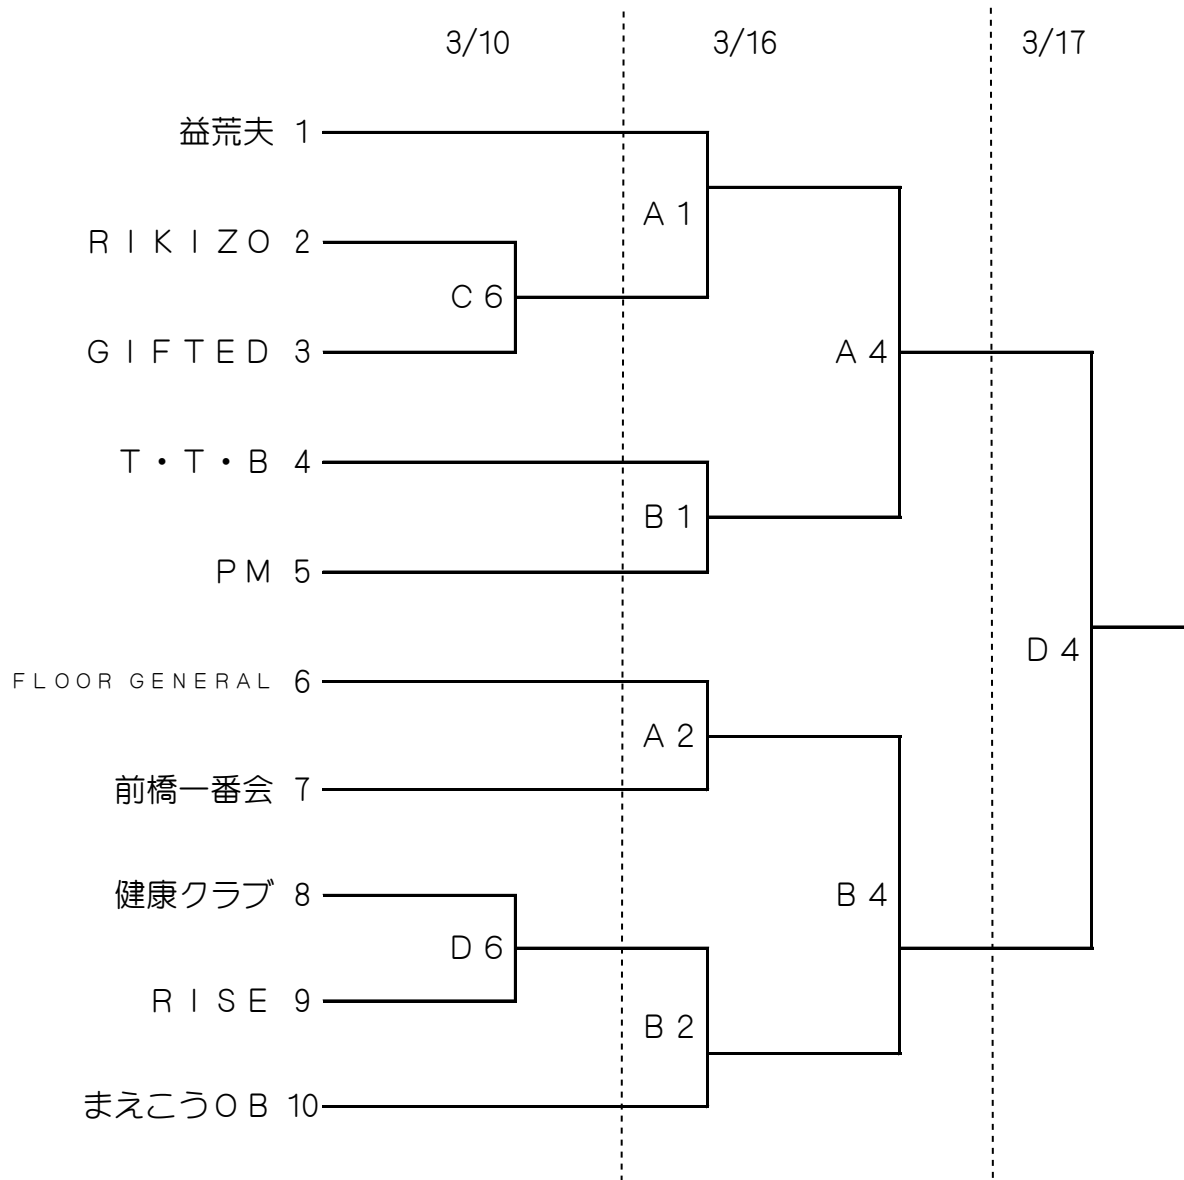 3/10 3/16 3/17
益荒夫 1
A 1
ＲＩＫＩＺＯ 2
C 6
ＧＩＦＴＥＤ 3
A 4
Ｔ・Ｔ・Ｂ 4
B 1
ＰＭ 5
D 4
FLOOR GENERAL 6
A 2
前橋一番会 7
健康クラブ 8
B 4
D 6
ＲＩＳＥ 9
B 2
まえこうＯＢ 10